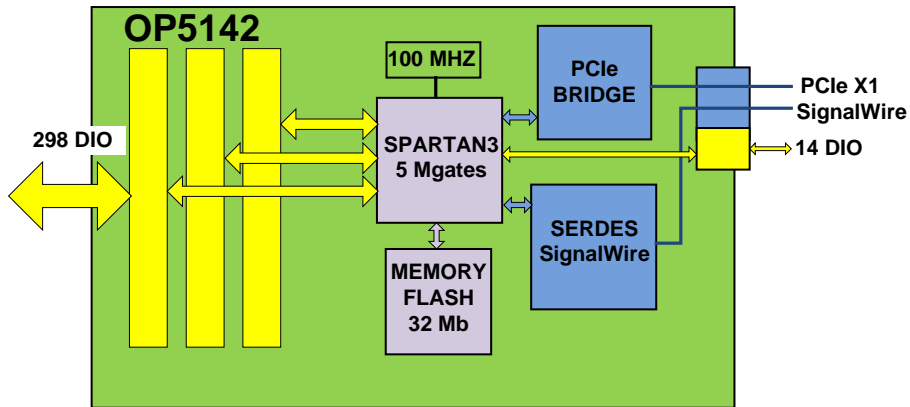 OP5142
100 MHZ
PCIe
BRIDGE
PCIe X1
SignalWire
298 DIO
SPARTAN3
5 Mgates
14 DIO
SERDES
SignalWire
MEMORY
FLASH
32 Mb